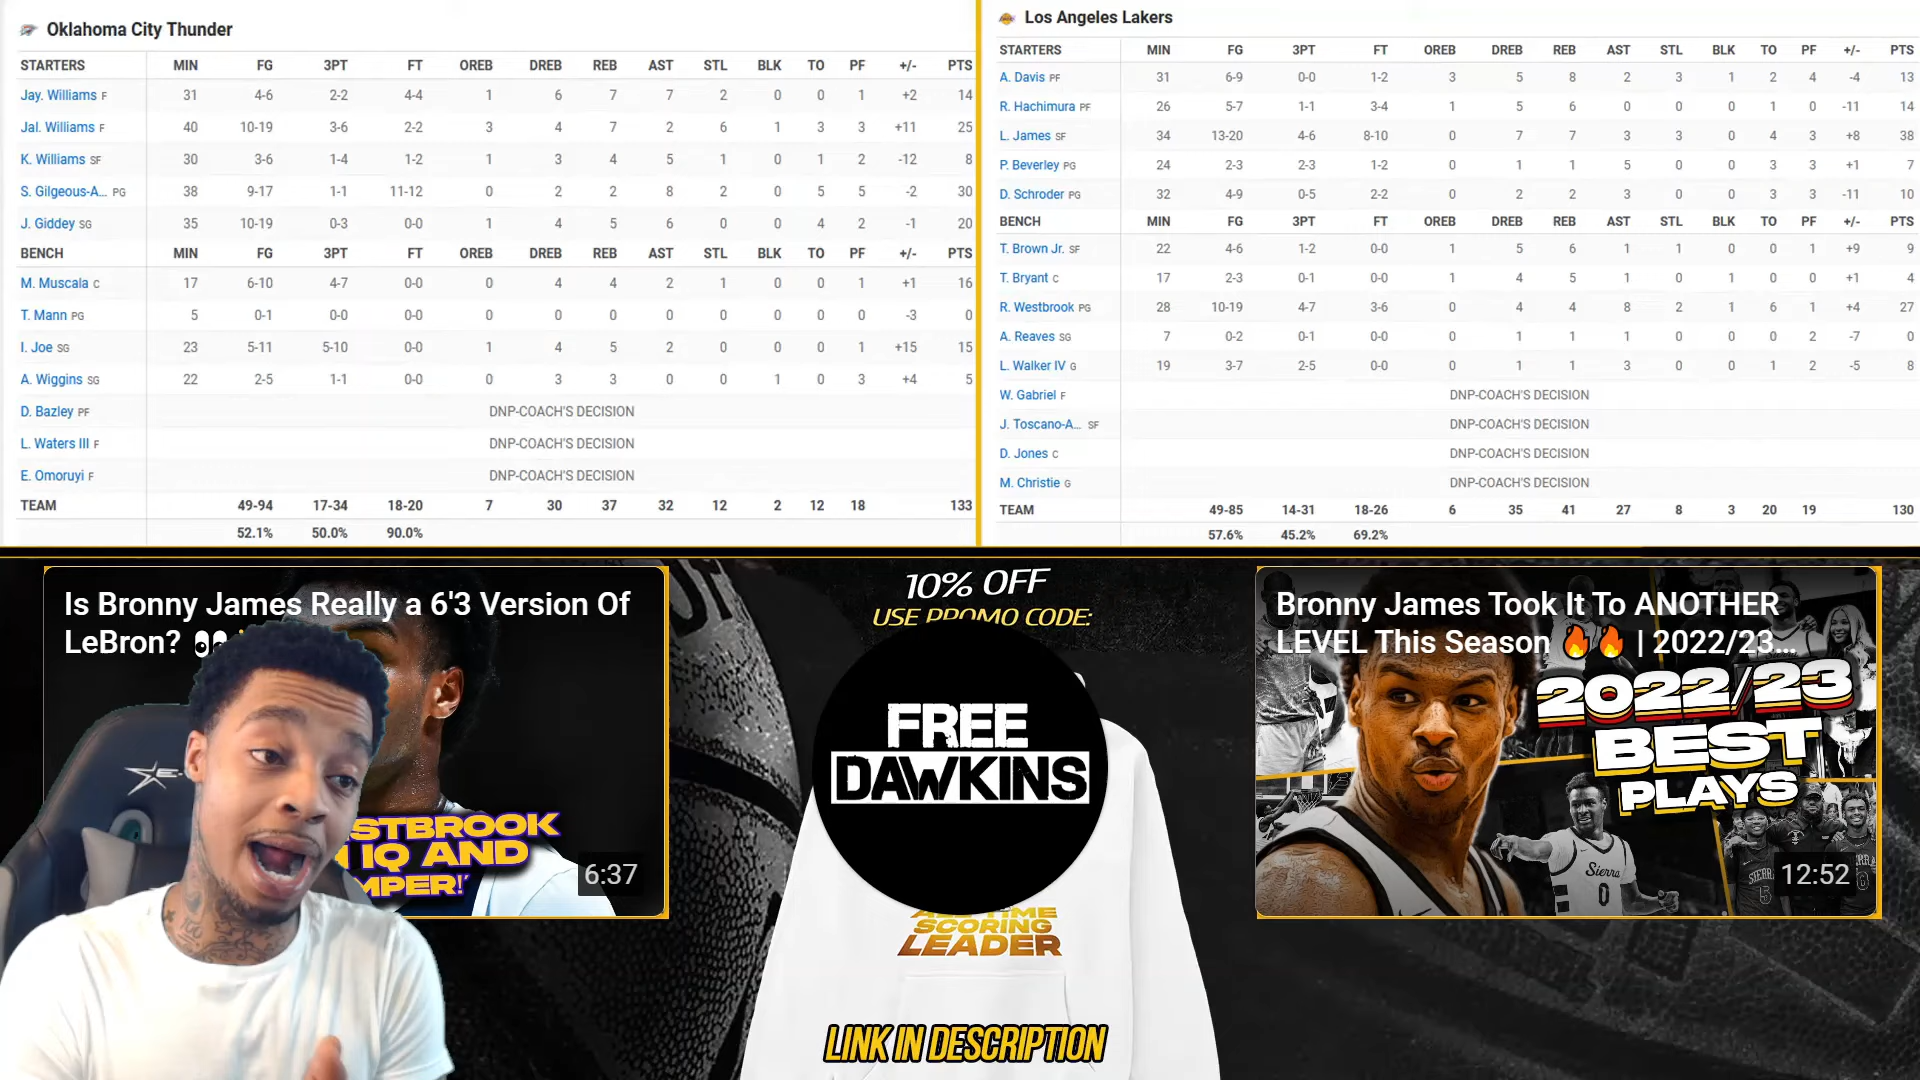 Oklahoma City Thunder
STARTERS MIN FG 3PT FT OREB DREB REB AST STL BLK TO PF +/- PTS
Jay. Williams F 31 4-6 2-2 4-4 1 6 7 7 2 0 0 1 +2 14
Jal. Williams F 40 10-19 3-6 2-2 3 4 7 2 6 1 3 3 +11 25
K. Williams SF 30 3-6 1-4 1-2 1 3 4 5 1 0 1 2 -12 8
S. Gilgeous-A... PG 38 9-17 1-1 11-12 0 2 2 8 2 0 5 5 -2 30
J. Giddey SG 35 10-19 0-3 0-0 1 4 5 6 0 0 4 2 -1 20
BENCH MIN FG 3PT FT OREB DREB REB AST STL BLK TO PF +/- PTS
M. Muscala C 17 6-10 4-7 0-0 0 4 4 2 1 0 0 1 +1 16
T. Mann PG 5 0-1 0-0 0-0 0 0 0 0 0 0 0 0 -3 0
I. Joe SG 23 5-11 5-10 0-0 1 4 5 2 0 0 0 1 +15 15
A. Wiggins SG 22 2-5 1-1 0-0 0 3 3 0 0 1 0 3 +4 5
D. Bazley PF DNP-COACH'S DECISION
L. Waters III F DNP-COACH'S DECISION
E. Omoruyi F DNP-COACH'S DECISION
TEAM 49-94 17-34 18-20 7 30 37 32 12 2 12 18 133
52.1% 50.0% 90.0%
Los Angeles Lakers
STARTERS MIN FG 3PT FT OREB DREB REB AST STL BLK TO PF +/- PTS
A. Davis PF 31 6-9 0-0 1-2 3 5 8 2 3 1 2 4 -4 13
R. Hachimura PF 26 5-7 1-1 3-4 1 5 6 0 0 0 1 0 -11 14
L. James SF 34 13-20 4-6 8-10 0 7 7 3 3 0 4 3 +8 38
P. Beverley PG 24 2-3 2-3 1-2 0 1 1 5 0 0 3 3 +1 7
D. Schroder PG 32 4-9 0-5 2-2 0 2 2 3 0 0 3 3 -11 10
BENCH MIN FG 3PT FT OREB DREB REB AST STL BLK TO PF +/- PTS
T. Brown Jr. SF 22 4-6 1-2 0-0 1 5 6 1 1 0 0 1 +9 9
T. Bryant C 17 2-3 0-1 0-0 1 4 5 1 0 1 0 0 +1 4
R. Westbrook PG 28 10-19 4-7 3-6 0 4 4 8 2 1 6 1 +4 27
A. Reaves SG 7 0-2 0-1 0-0 0 1 1 1 0 0 0 2 -7 0
L. Walker IV G 19 3-7 2-5 0-0 0 1 1 3 0 0 1 2 -5 8
W. Gabriel F DNP-COACH'S DECISION
J. Toscano-A... SF DNP-COACH'S DECISION
D. Jones C DNP-COACH'S DECISION
M. Christie G DNP-COACH'S DECISION
TEAM 49-85 14-31 18-26 6 35 41 27 8 3 20 19 130
57.6% 45.2% 69.2%
Is Bronny James Really a 6'3 Version Of
LeBron? 👀
STBROOK
IQ AND
MPER!'
6:37
10% OFF
USE PROMO CODE:
FREE
DAWKINS
ALL TIME
SCORING
LEADER
LINK IN DESCRIPTION
Bronny James Took It To ANOTHER
LEVEL This Season 🔥🔥 | 2022/23...
2022/23
BEST
PLAYS
Sierra
0
5
12:52